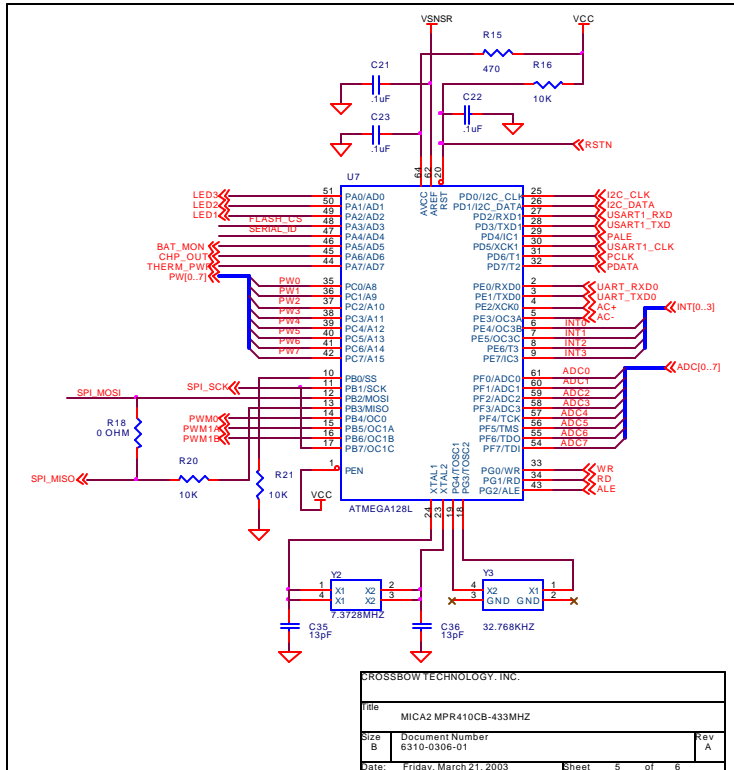 VSNSR
VCC
R15
470
R16
10K
C21
.1uF
C22
.1uF
C23
.1uF
RSTN
U7
64
62
20
AVCC
AREF
RST
LED3 51 PA0/AD0
LED2 50 PA1/AD1
LED1 49 PA2/AD2
FLASH_CS 48 PA3/AD3
SERIAL_ID 47 PA4/AD4
BAT_MON 46 PA5/AD5
CHP_OUT 45 PA6/AD6
THERM_PWR 44 PA7/AD7
PW[0..7]
PW0 35 PC0/A8
PW1 36 PC1/A9
PW2 37 PC2/A10
PW3 38 PC3/A11
PW4 39 PC4/A12
PW5 40 PC5/A13
PW6 41 PC6/A14
PW7 42 PC7/A15
10 PB0/SS
SPI_SCK 11 PB1/SCK
SPI_MOSI 12 PB2/MOSI
13 PB3/MISO
PWM0 14 PB4/OC0
PWM1A 15 PB5/OC1A
PWM1B 16 PB6/OC1B
17 PB7/OC1C
1 PEN
PD0/I2C_CLK 25 I2C_CLK
PD1/I2C_DATA 26 I2C_DATA
PD2/RXD1 27 USART1_RXD
PD3/TXD1 28 USART1_TXD
PD4/IC1 29 PALE
PD5/XCK1 30 USART1_CLK
PD6/T1 31 PCLK
PD7/T2 32 PDATA
PE0/RXD0 2 UART_RXD0
PE1/TXD0 3 UART_TXD0
PE2/XCK0 4 AC+
PE3/OC3A 5 AC-
PE4/OC3B 6 INT0
PE5/OC3C 7 INT1
PE6/T3 8 INT2
PE7/IC3 9 INT3
INT[0..3]
PF0/ADC0 61 ADC0
PF1/ADC1 60 ADC1
PF2/ADC2 59 ADC2
PF3/ADC3 58 ADC3
PF4/TCK 57 ADC4
PF5/TMS 56 ADC5
PF6/TDO 55 ADC6
PF7/TDI 54 ADC7
ADC[0..7]
PG0/WR 33 WR
PG1/RD 34 RD
PG2/ALE 43 ALE
R18
0 OHM
SPI_MISO
R20
10K
R21
10K
VCC
XTAL1
XTAL2
PG4/TOSC1
PG3/TOSC2
24
23
19
18
ATMEGA128L
Y2
1 X1 X2 2
4 X1 X2 3
7.3728MHZ
C35
13pF
C36
13pF
Y3
4 X2 X1 1
3 GND GND 2
32.768KHZ
CROSSBOW TECHNOLOGY. INC.
Title
MICA2 MPR410CB-433MHZ
Size Document Number Rev
B 6310-0306-01 A
Date: Friday, March 21, 2003 Sheet 5 of 6